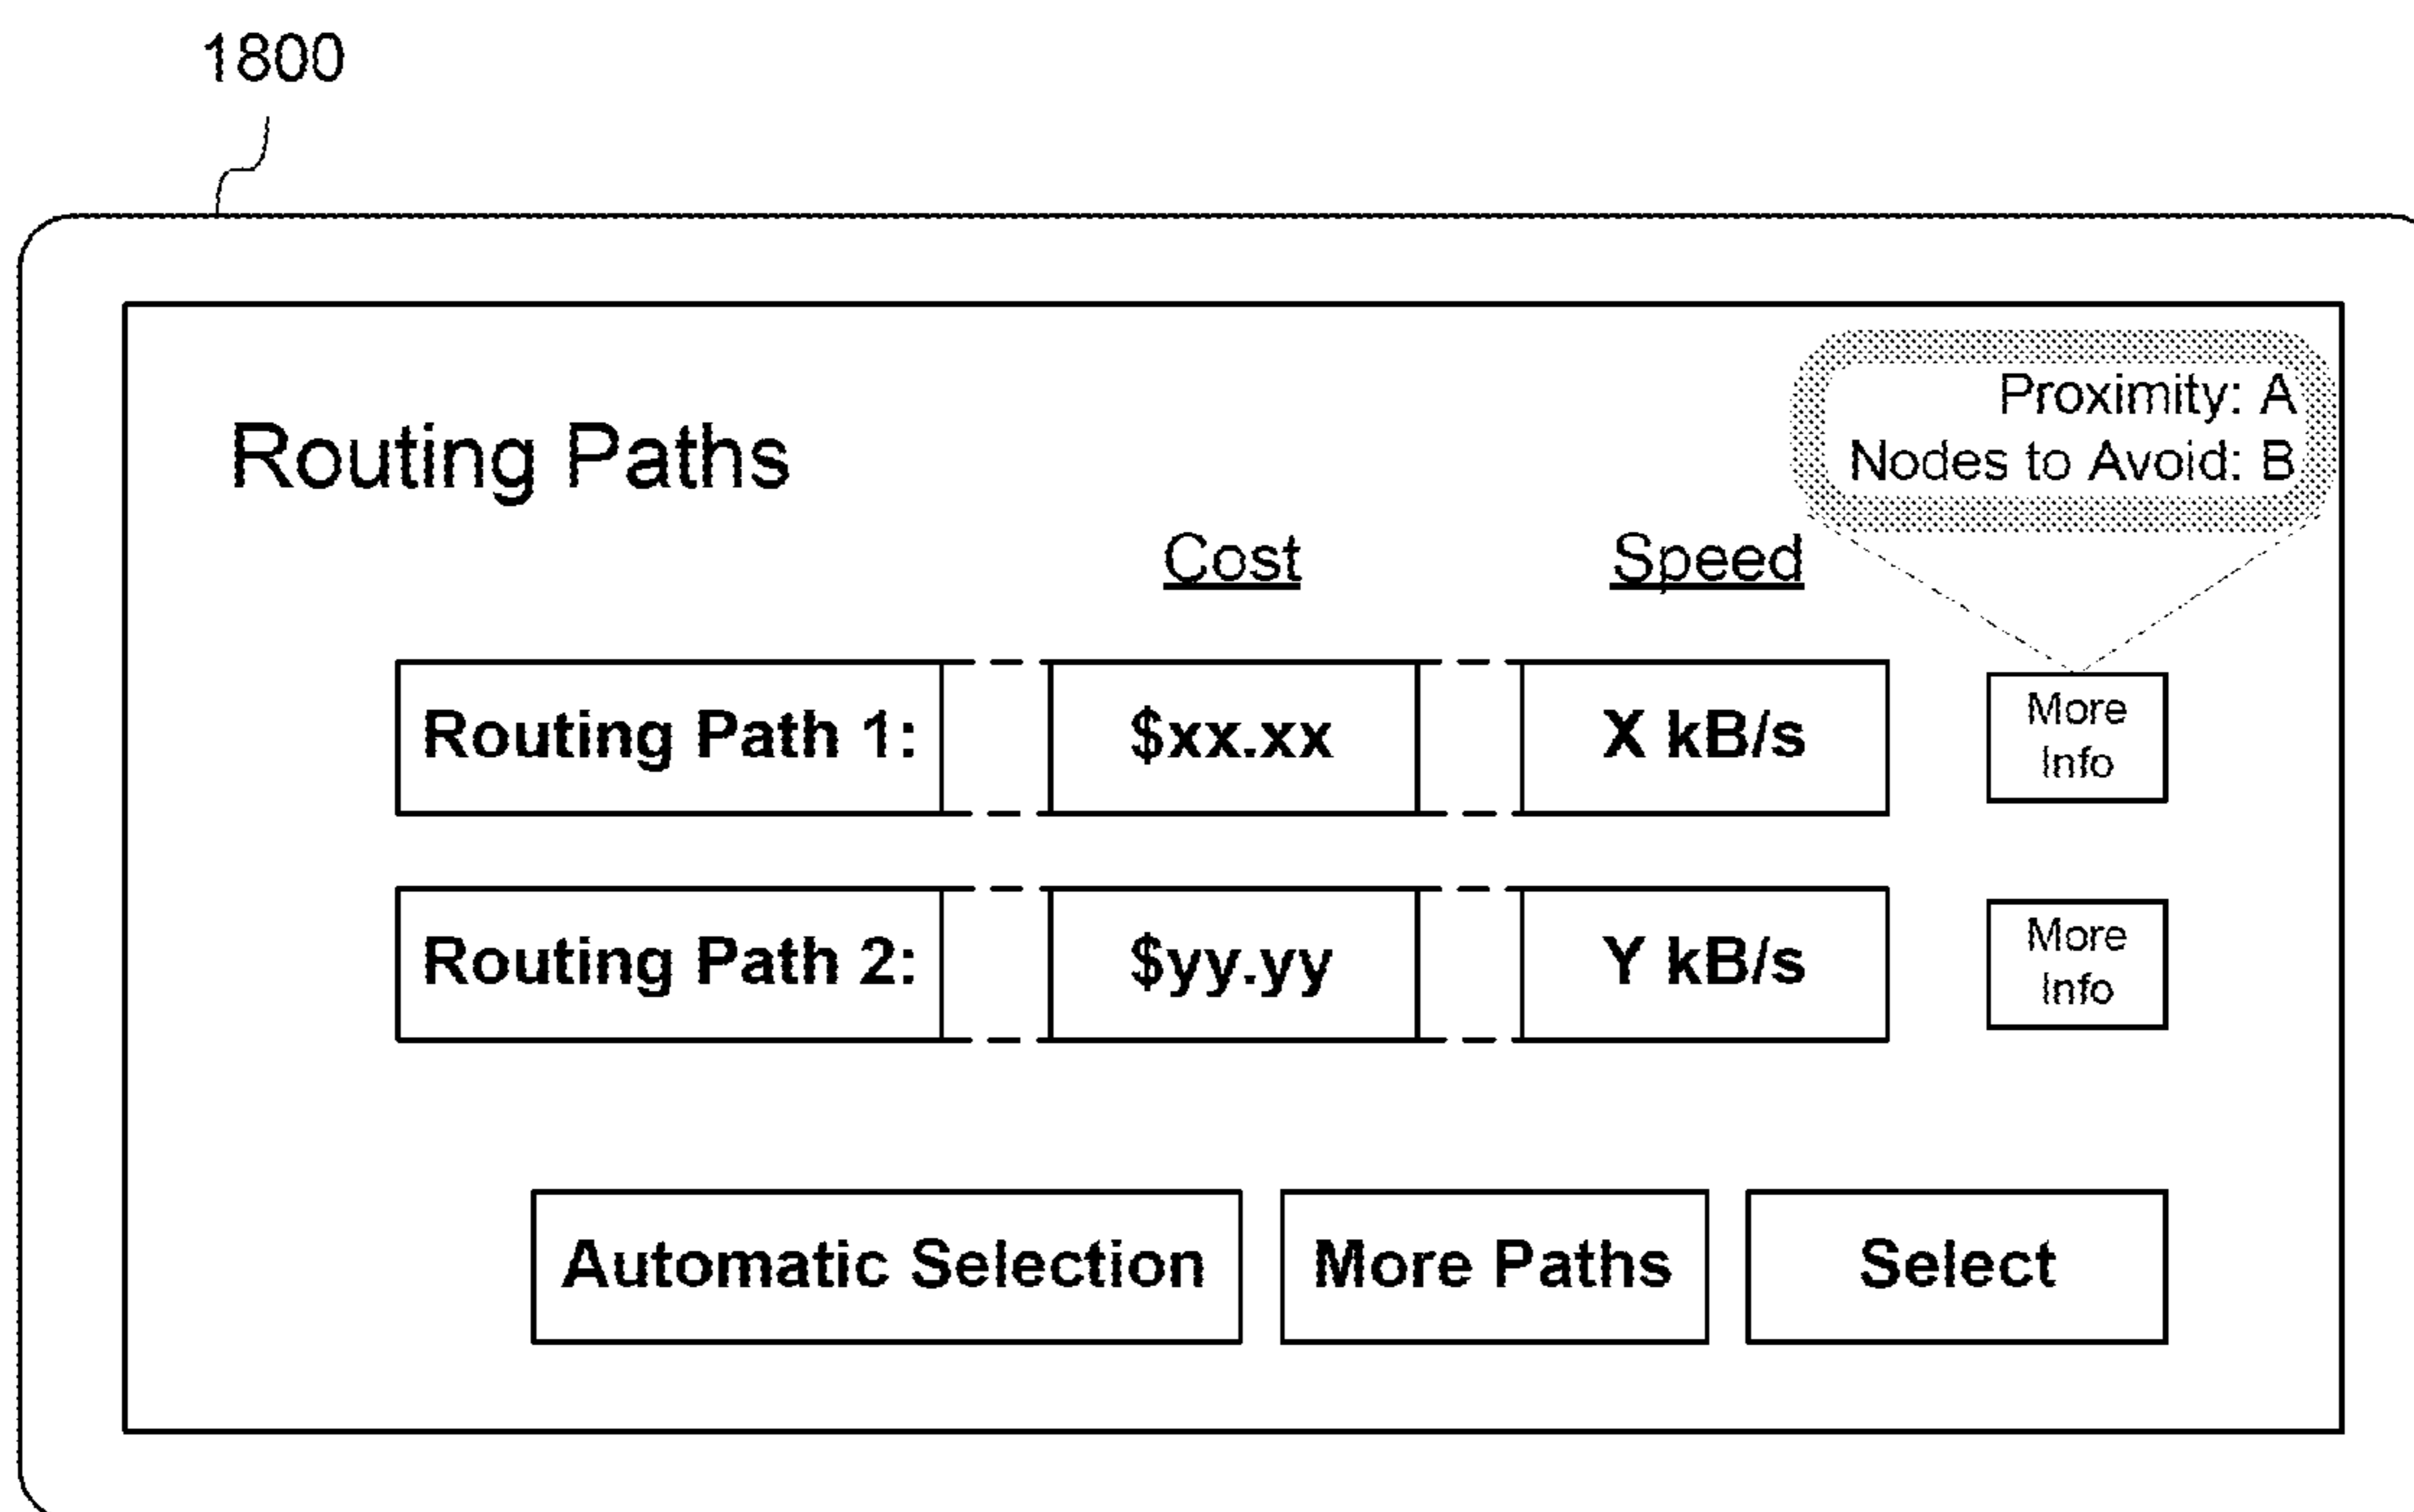 1800
Proximity: A
Nodes to Avoid: B
Routing Paths
Cost Speed
Routing Path 1: $xx.xx X kB/s More Info
Routing Path 2: $yy.yy Y kB/s More Info
Automatic Selection More Paths Select